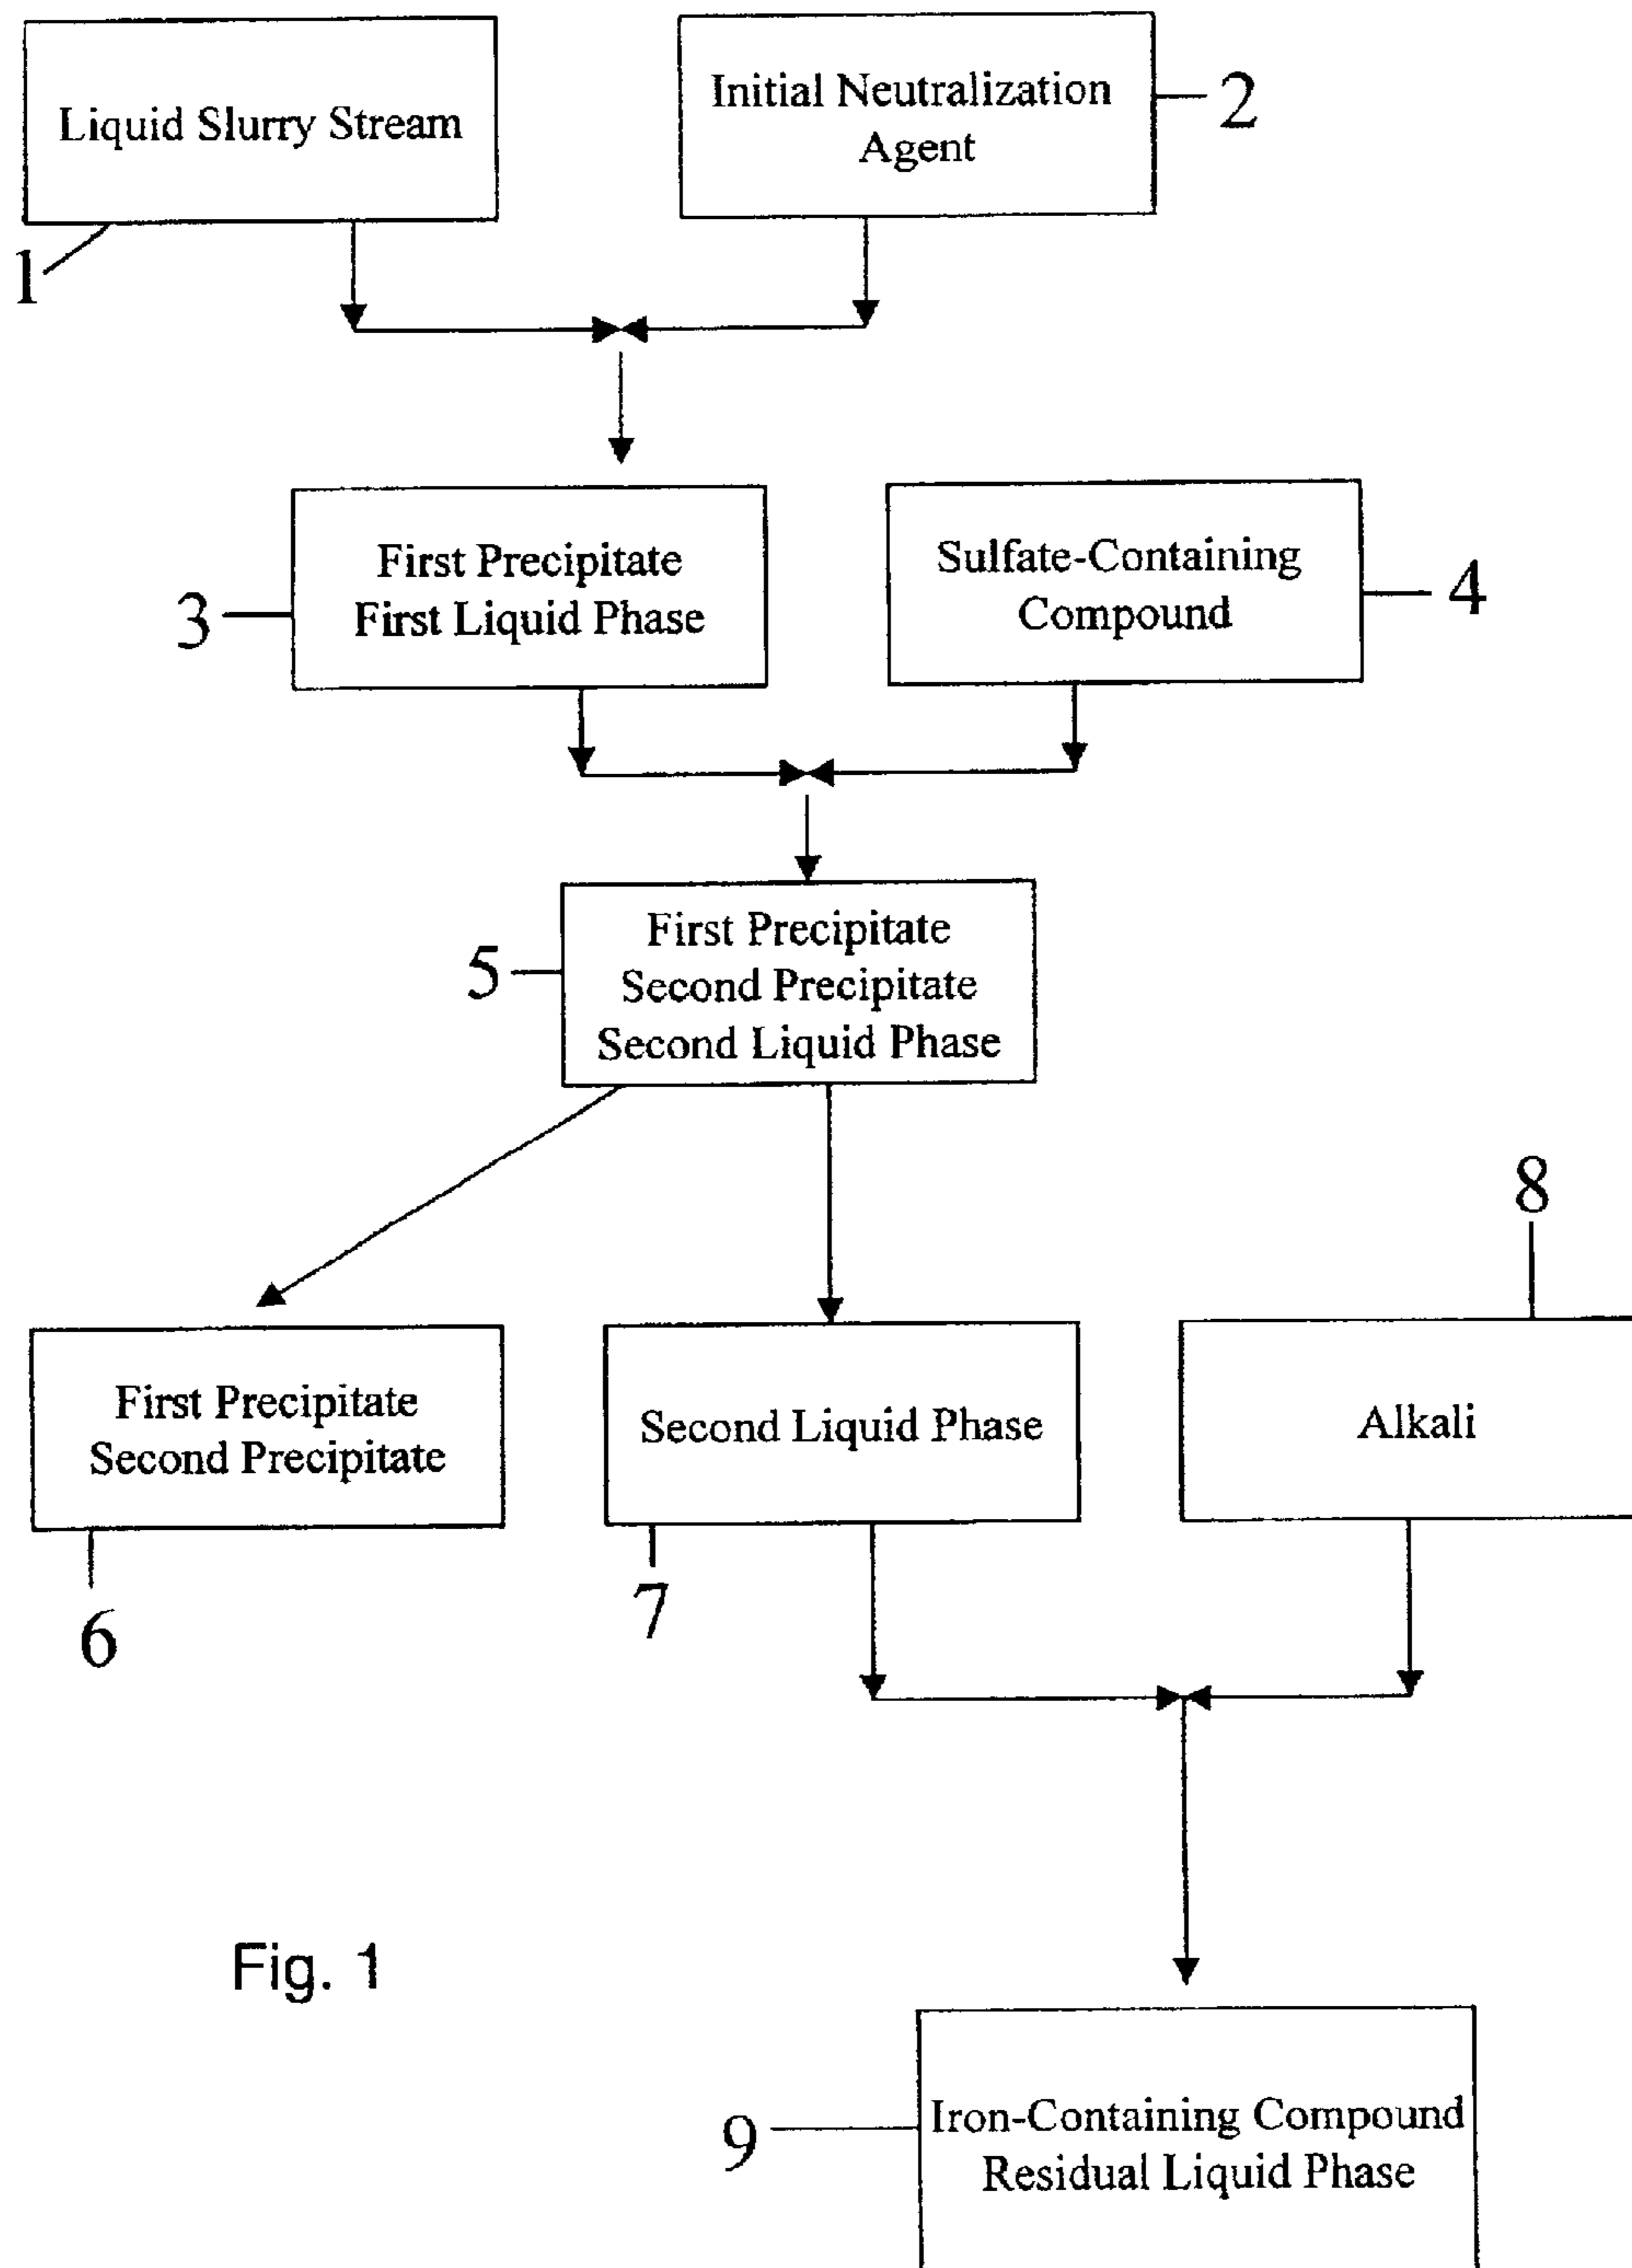 Liquid Slurry Stream
1
Initial Neutralization
Agent
2
First Precipitate
First Liquid Phase
3
Sulfate-Containing
Compound
4
First Precipitate
Second Precipitate
Second Liquid Phase
5
First Precipitate
Second Precipitate
6
Second Liquid Phase
7
Alkali
8
Iron-Containing Compound
Residual Liquid Phase
9
Fig. 1